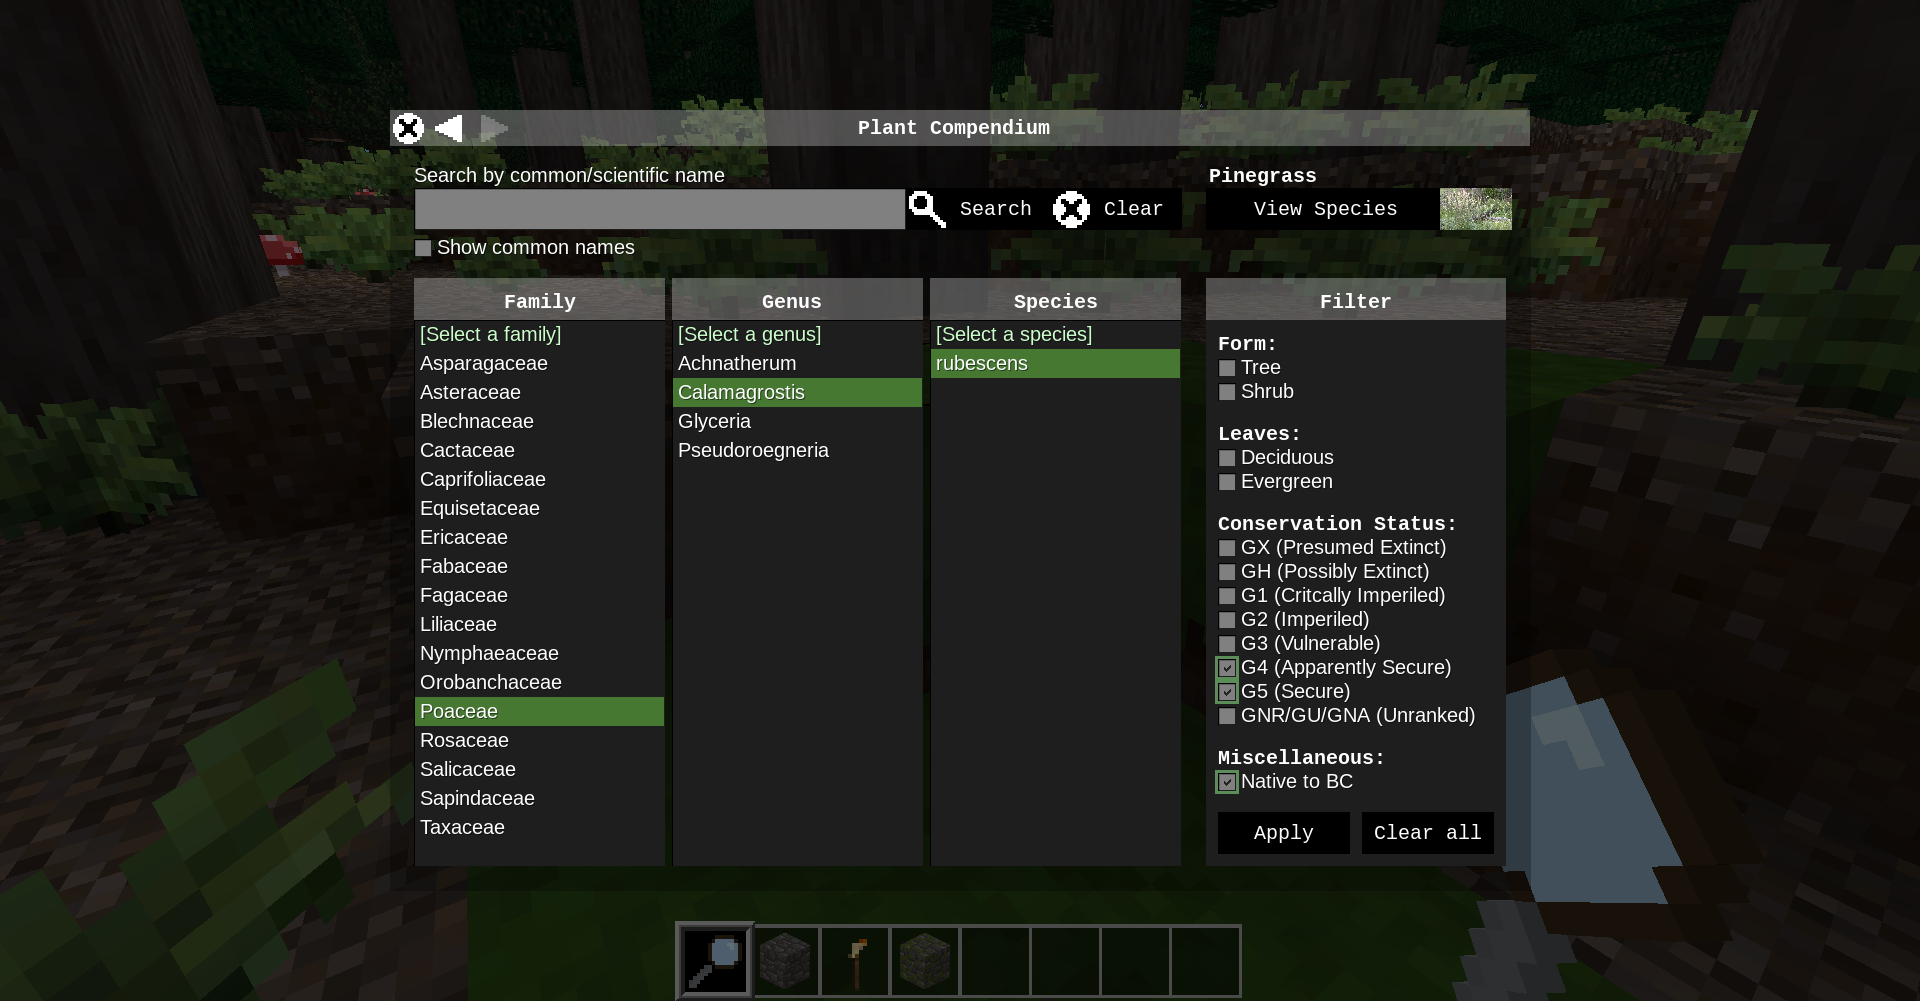 Plant Compendium
Search by common/scientific name
Search
Clear
Show common names
Pinegrass
View Species
Family
[Select a family]
Asparagaceae
Asteraceae
Blechnaceae
Cactaceae
Caprifoliaceae
Equisetaceae
Ericaceae
Fabaceae
Fagaceae
Liliaceae
Nymphaeaceae
Orobanchaceae
Poaceae
Rosaceae
Salicaceae
Sapindaceae
Taxaceae
Genus
[Select a genus]
Achnatherum
Calamagrostis
Glyceria
Pseudoroegneria
Species
[Select a species]
rubescens
Filter
Form:
Tree
Shrub
Leaves:
Deciduous
Evergreen
Conservation Status:
GX (Presumed Extinct)
GH (Possibly Extinct)
G1 (Critcally Imperiled)
G2 (Imperiled)
G3 (Vulnerable)
G4 (Apparently Secure)
G5 (Secure)
GNR/GU/GNA (Unranked)
Miscellaneous:
Native to BC
Apply
Clear all